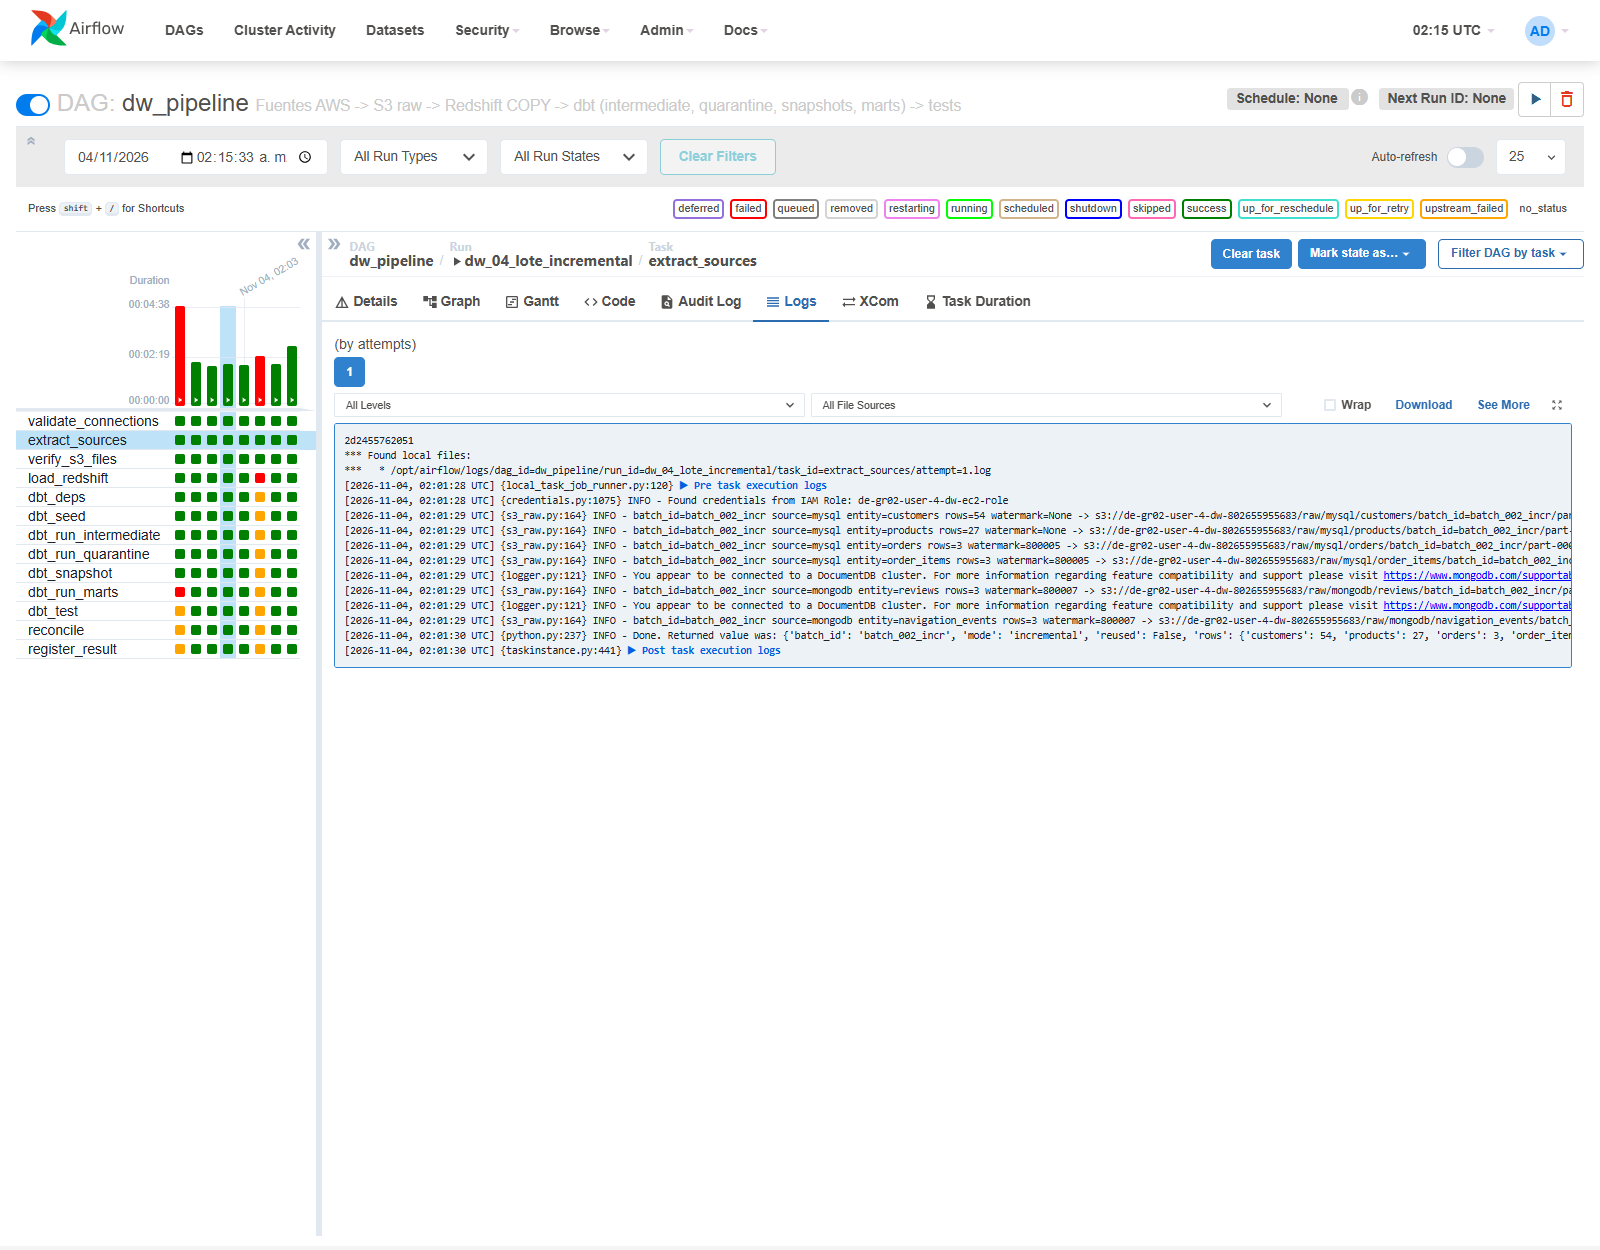 Airflow
DAGs
Cluster Activity
Datasets
Security
Browse
Admin
Docs
02:15 UTC
AD
DAG: dw_pipeline Fuentes AWS -> S3 raw -> Redshift COPY -> dbt (intermediate, quarantine, snapshots, marts) -> tests
Schedule: None
Next Run ID: None
04/11/2026 02:15:33 a. m
All Run Types
All Run States
Clear Filters
Auto-refresh
25
Press shift + / for Shortcuts
deferred
failed
queued
removed
restarting
running
scheduled
shutdown
skipped
success
up_for_reschedule
up_for_retry
upstream_failed
no_status
Duration
Nov 04, 02:03
00:04:38
00:02:19
00:00:00
validate_connections
extract_sources
verify_s3_files
load_redshift
dbt_deps
dbt_seed
dbt_run_intermediate
dbt_run_quarantine
dbt_snapshot
dbt_run_marts
dbt_test
reconcile
register_result
DAG
dw_pipeline
/
Run
dw_04_lote_incremental
/
Task
extract_sources
Clear task
Mark state as...
Filter DAG by task
Details
Graph
Gantt
Code
Audit Log
Logs
XCom
Task Duration
(by attempts)
1
All Levels
All File Sources
Wrap
Download
See More
2d2455762051
*** Found local files:
*** * /opt/airflow/logs/dag_id=dw_pipeline/run_id=dw_04_lote_incremental/task_id=extract_sources/attempt=1.log
[2026-11-04, 02:01:28 UTC] {local_task_job_runner.py:120} ▶ Pre task execution logs
[2026-11-04, 02:01:28 UTC] {credentials.py:1075} INFO - Found credentials from IAM Role: de-gr02-user-4-dw-ec2-role
[2026-11-04, 02:01:29 UTC] {s3_raw.py:164} INFO - batch_id=batch_002_incr source=mysql entity=customers rows=54 watermark=None -> s3://de-gr02-user-4-dw-802655955683/raw/mysql/customers/batch_id=batch_002_incr/par
[2026-11-04, 02:01:29 UTC] {s3_raw.py:164} INFO - batch_id=batch_002_incr source=mysql entity=products rows=27 watermark=None -> s3://de-gr02-user-4-dw-802655955683/raw/mysql/products/batch_id=batch_002_incr/part-
[2026-11-04, 02:01:29 UTC] {s3_raw.py:164} INFO - batch_id=batch_002_incr source=mysql entity=orders rows=3 watermark=800005 -> s3://de-gr02-user-4-dw-802655955683/raw/mysql/orders/batch_id=batch_002_incr/part-000
[2026-11-04, 02:01:29 UTC] {s3_raw.py:164} INFO - batch_id=batch_002_incr source=mysql entity=order_items rows=3 watermark=800005 -> s3://de-gr02-user-4-dw-802655955683/raw/mysql/order_items/batch_id=batch_002_inc
[2026-11-04, 02:01:29 UTC] {logger.py:121} INFO - You appear to be connected to a DocumentDB cluster. For more information regarding feature compatibility and support please visit https://www.mongodb.com/supportab
[2026-11-04, 02:01:29 UTC] {s3_raw.py:164} INFO - batch_id=batch_002_incr source=mongodb entity=reviews rows=3 watermark=800007 -> s3://de-gr02-user-4-dw-802655955683/raw/mongodb/reviews/batch_id=batch_002_incr/pa
[2026-11-04, 02:01:29 UTC] {logger.py:121} INFO - You appear to be connected to a DocumentDB cluster. For more information regarding feature compatibility and support please visit https://www.mongodb.com/supportab
[2026-11-04, 02:01:29 UTC] {s3_raw.py:164} INFO - batch_id=batch_002_incr source=mongodb entity=navigation_events rows=3 watermark=800007 -> s3://de-gr02-user-4-dw-802655955683/raw/mongodb/navigation_events/batch_
[2026-11-04, 02:01:30 UTC] {python.py:237} INFO - Done. Returned value was: {'batch_id': 'batch_002_incr', 'mode': 'incremental', 'reused': False, 'rows': {'customers': 54, 'products': 27, 'orders': 3, 'order_iter
[2026-11-04, 02:01:30 UTC] {taskinstance.py:441} ▶ Post task execution logs